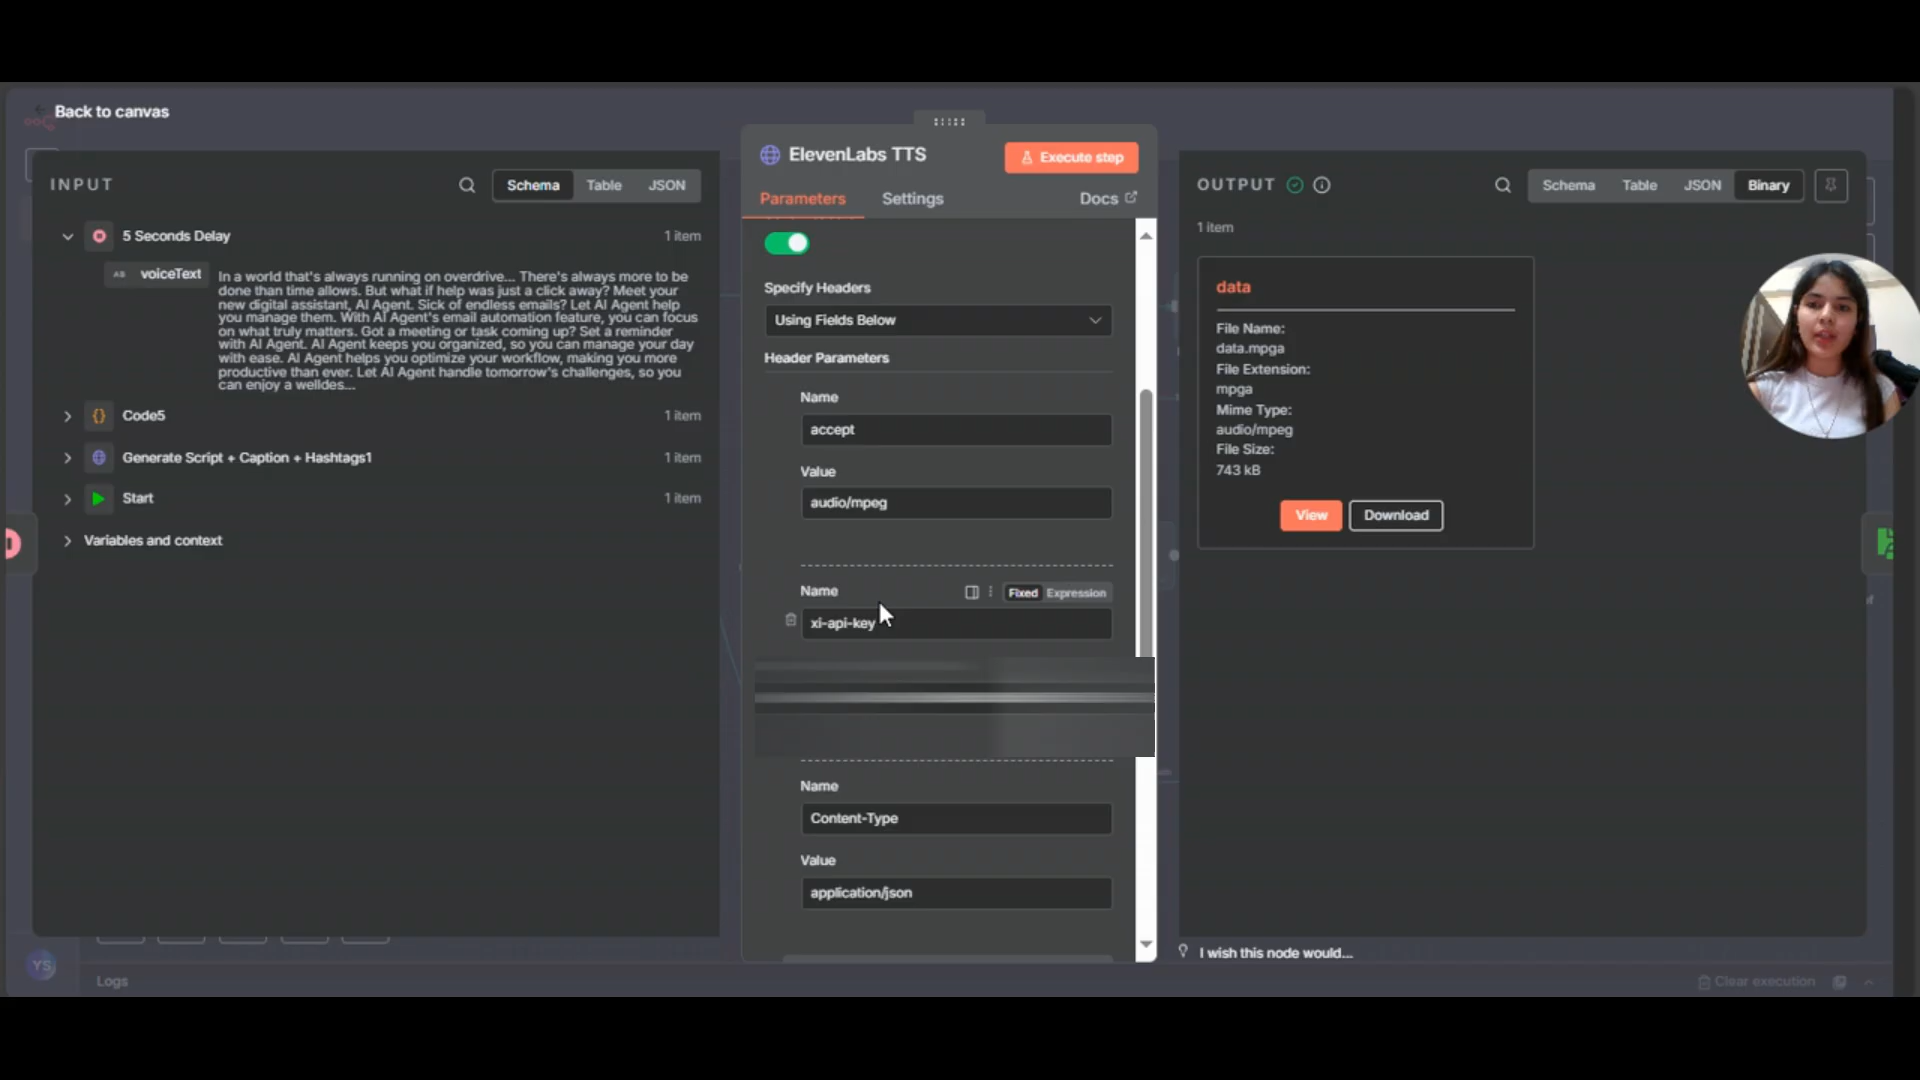 Back to canvas
INPUT
Schema
Table
JSON
5 Seconds Delay
1 item
AB voiceText
In a world that's always running on overdrive... There's always more to be
done than time allows. But what if help was just a click away? Meet your
new digital assistant, AI Agent. Sick of endless emails? Let AI Agent help
you manage them. With AI Agent's email automation feature, you can focus
on what truly matters. Got a meeting or task coming up? Set a reminder
with AI Agent. AI Agent keeps you organized, so you can manage your day
with ease. AI Agent helps you optimize your workflow, making you more
productive than ever. Let AI Agent handle tomorrow's challenges, so you
can enjoy a welldes...
Code5
1 item
Generate Script + Caption + Hashtags1
1 item
Start
1 item
Variables and context
ElevenLabs TTS
Execute step
Parameters
Settings
Docs
Specify Headers
Using Fields Below
Header Parameters
Name
accept
Value
audio/mpeg
Name
Fixed
Expression
xi-api-key
Name
Content-Type
Value
application/json
OUTPUT
Schema
Table
JSON
Binary
1 item
data
File Name:
data.mpga
File Extension:
mpga
Mime Type:
audio/mpeg
File Size:
743 kB
View
Download
I wish this node would...
YS
Logs
Clear execution